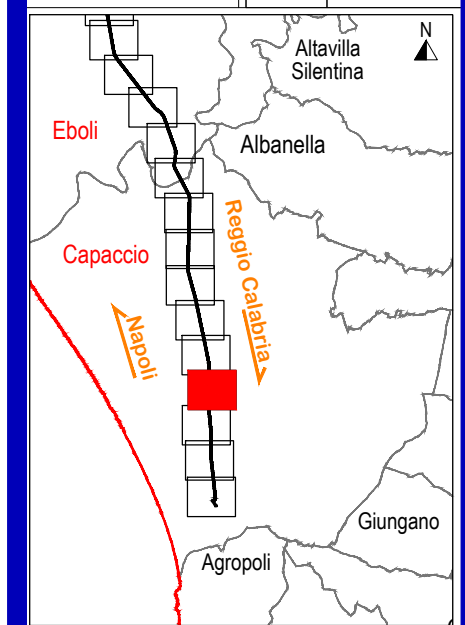 N
Altavilla
Silentina
Eboli
Albanella
Reggio Calabria
Capaccio
Napoli
Giungano
Agropoli